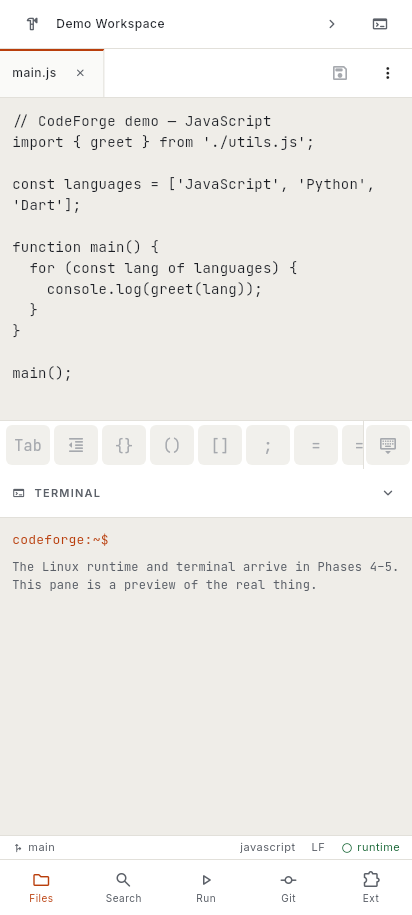 Demo Workspace
main.js
// CodeForge demo — JavaScript
import { greet } from './utils.js';
const languages = ['JavaScript', 'Python',
'Dart'];
function main() {
  for (const lang of languages) {
    console.log(greet(lang));
  }
}
main();
Tab {} () [] ; = =
TERMINAL
codeforge:~$
The Linux runtime and terminal arrive in Phases 4–5.
This pane is a preview of the real thing.
main javascript LF runtime
Files Search Run Git Ext